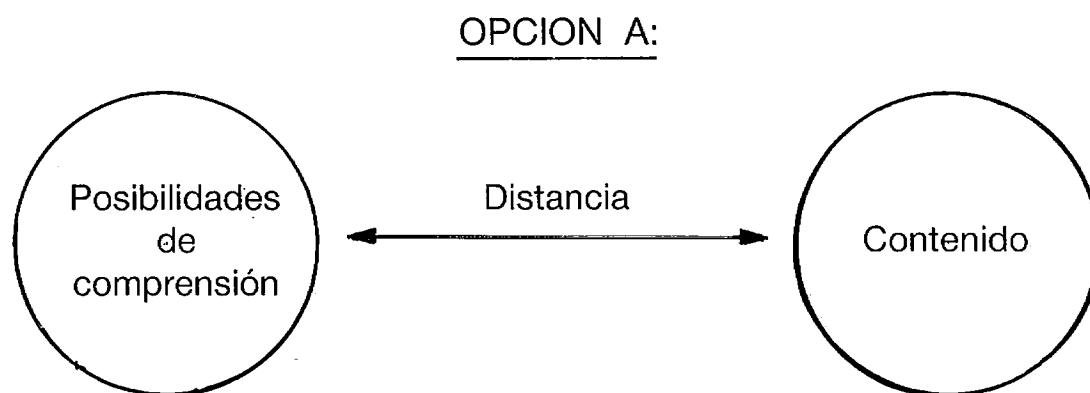 OPCION A:
Posibilidades
de
comprensión
Distancia
Contenido